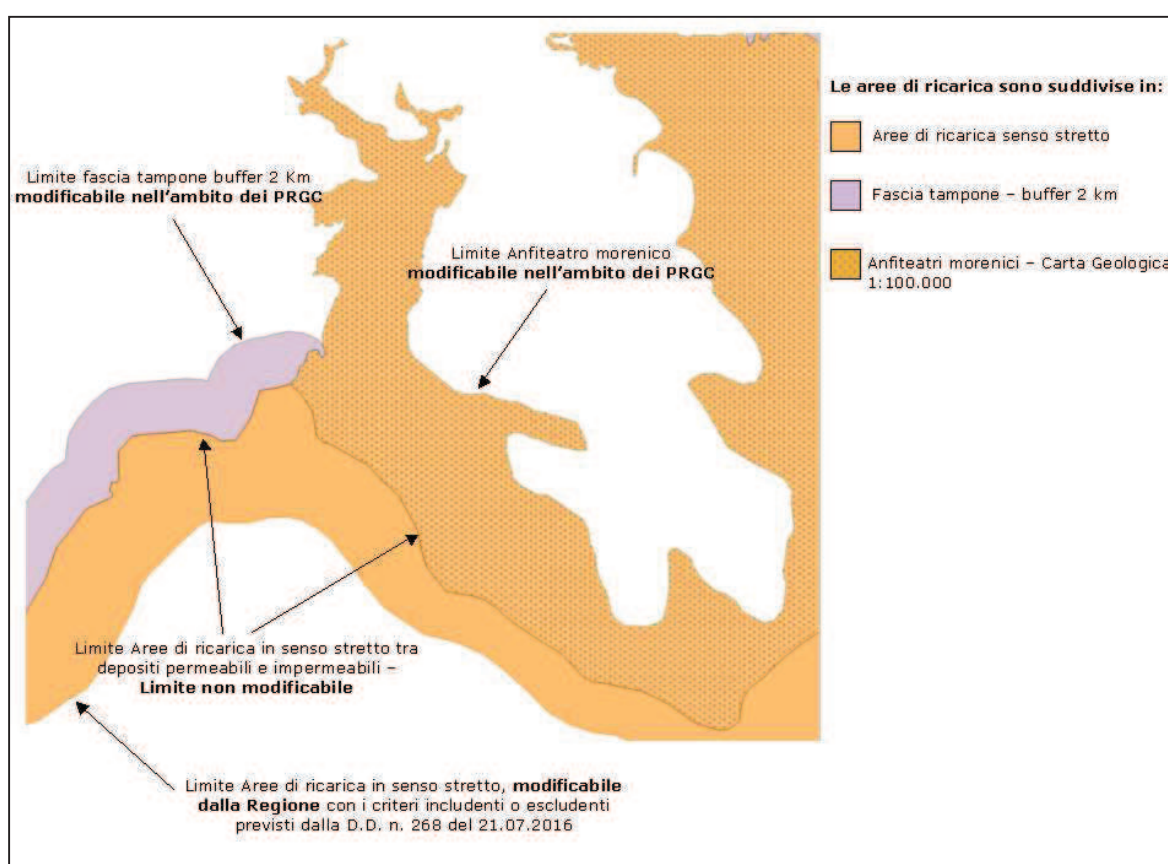 Le aree di ricarica sono suddivise in:
Aree di ricarica senso stretto
Fascia tampone – buffer 2 km
Anfiteatri morenici – Carta Geologica
1:100.000
Limite fascia tampone buffer 2 Km
modificabile nell'ambito dei PRGC
Limite Anfiteatro morenico
modificabile nell'ambito dei PRGC
Limite Aree di ricarica in senso stretto tra
depositi permeabili e impermeabili –
Limite non modificabile
Limite Aree di ricarica in senso stretto, modificabile
dalla Regione con i criteri includenti o escludenti
previsti dalla D.D. n. 268 del 21.07.2016